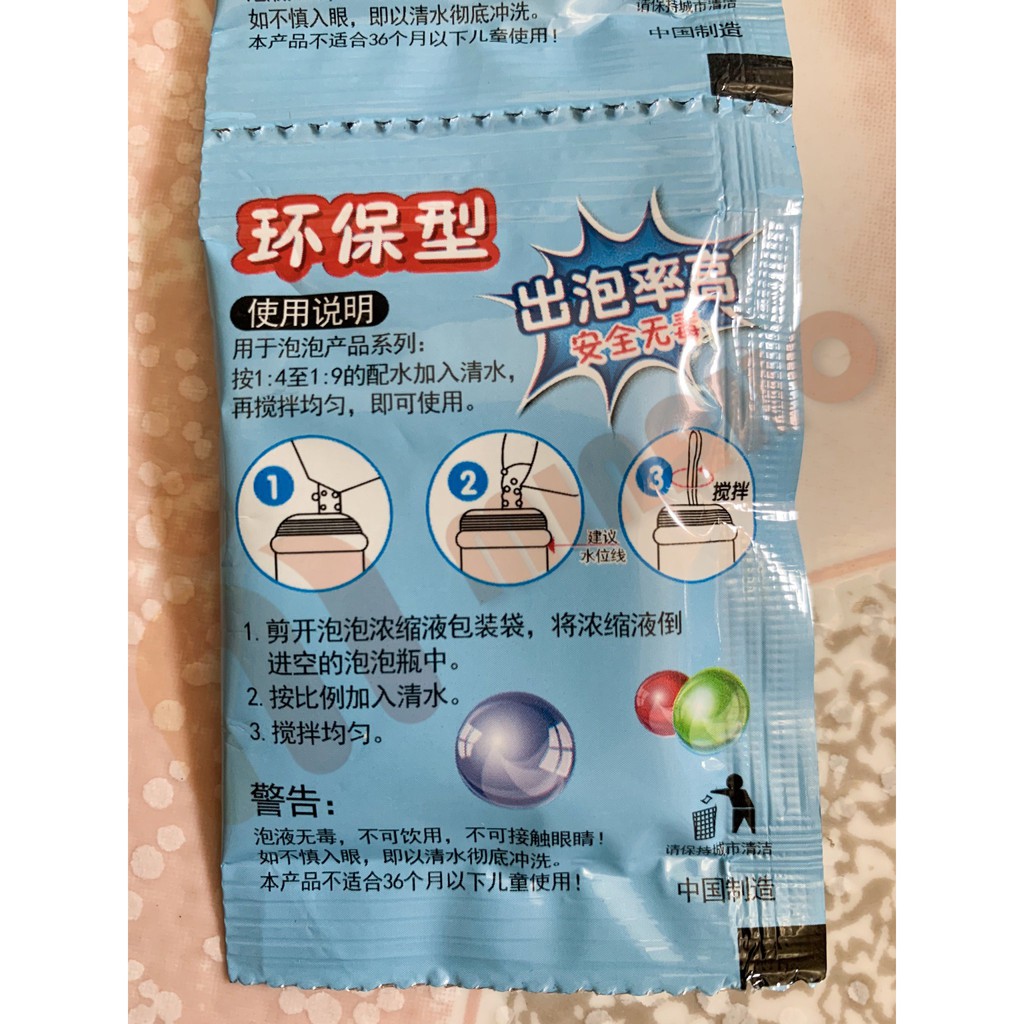 如不慎入眼，即以清水彻底冲洗。
本产品不适合36个月以下儿童使用！
请保持城市清洁
中国制造
环保型
出泡率高
安全无毒
使用说明
用于泡泡产品系列：
按1:4至1:9的配水加入清水，
再搅拌均匀，即可使用。
1
2
建议
水位线
3
搅拌
1. 剪开泡泡浓缩液包装袋，将浓缩液倒
进空的泡泡瓶中。
2. 按比例加入清水。
3. 搅拌均匀。
警告：
泡液无毒，不可饮用，不可接触眼睛！
如不慎入眼，即以清水彻底冲洗。
本产品不适合36个月以下儿童使用！
请保持城市清洁
中国制造